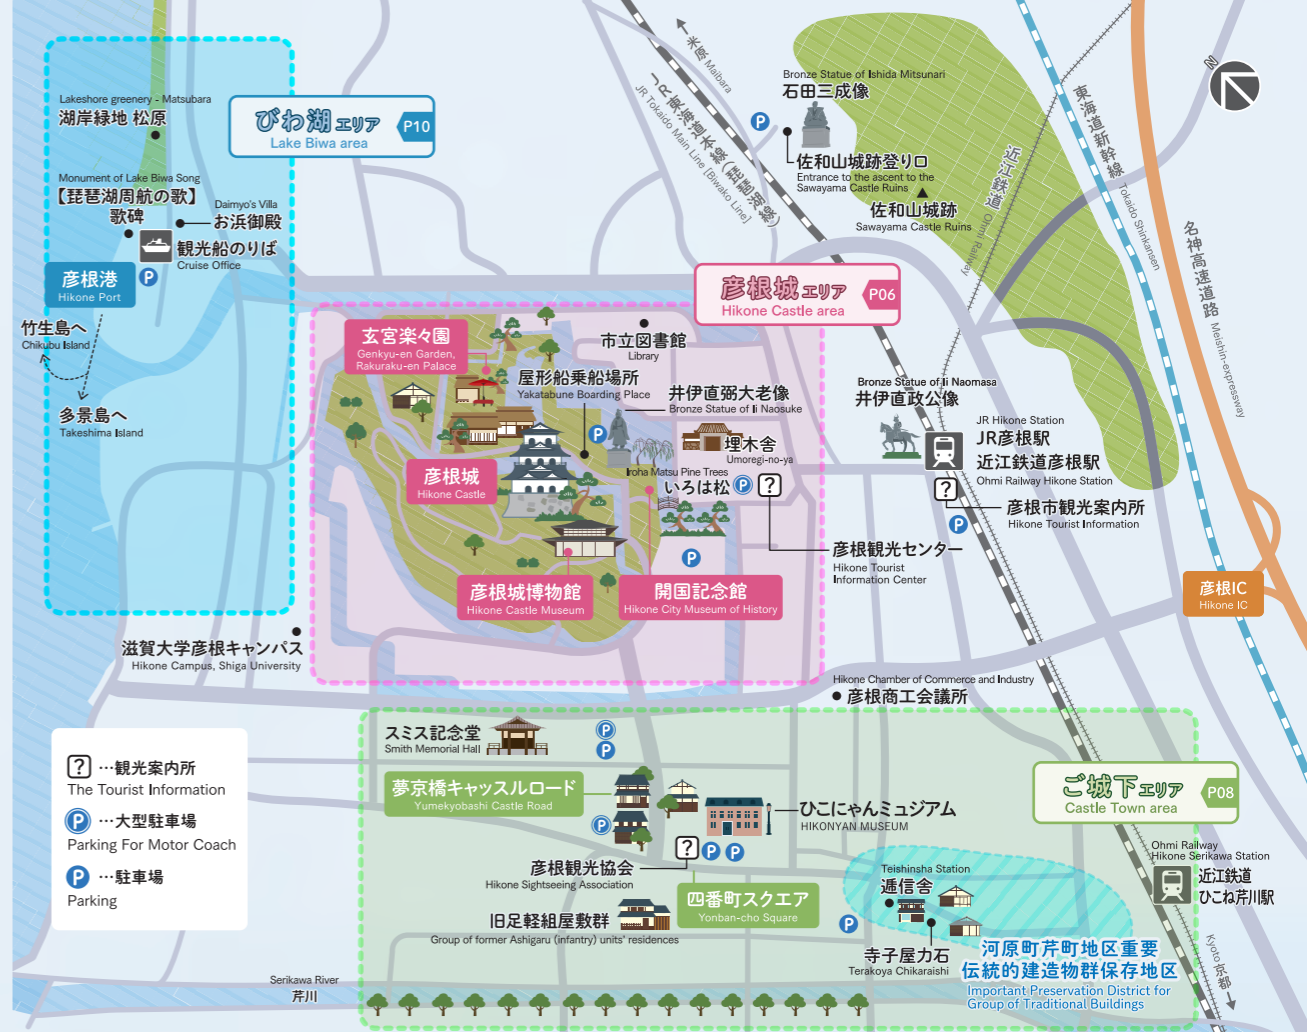 Lakeshore greenery - Matsubara
湖岸緑地 松原
びわ湖エリア
Lake Biwa area
P10
Monument of Lake Biwa Song
【琵琶湖周航の歌】
歌碑
Daimyo's Villa
お浜御殿
観光船のりば
Cruise Office
彦根港
Hikone Port
P
竹生島へ
Chikubu Island
多景島へ
Takeshima Island
米原 Maibara
JR東海道本線(琵琶湖線)
JR Tokaido Main Line [Biwako Line]
Bronze Statue of Ishida Mitsunari
石田三成像
P
佐和山城跡登り口
Entrance to the ascent to the
Sawayama Castle Ruins
佐和山城跡
Sawayama Castle Ruins
近江鉄道 Ohmi Railway
東海道新幹線 Tokaido Shinkansen
名神高速道路 Meishin-expressway
N
彦根城エリア
Hikone Castle area
P06
玄宮楽々園
Genkyu-en Garden,
Rakuraku-en Palace
市立図書館
Library
屋形船乗船場所
Yakatabune Boarding Place
井伊直弼大老像
Bronze Statue of Ii Naosuke
P
埋木舎
Umoregi-no-ya
Iroha Matsu Pine Trees
いろは松
P
?
彦根城
Hikone Castle
P
彦根城博物館
Hikone Castle Museum
開国記念館
Hikone City Museum of History
彦根観光センター
Hikone Tourist
Information Center
Bronze Statue of Ii Naomasa
井伊直政公像
JR Hikone Station
JR彦根駅
近江鉄道彦根駅
Ohmi Railway Hikone Station
?
彦根市観光案内所
Hikone Tourist Information
P
彦根IC
Hikone IC
滋賀大学彦根キャンパス
Hikone Campus, Shiga University
Hikone Chamber of Commerce and Industry
彦根商工会議所
?
…観光案内所
The Tourist Information
P
…大型駐車場
Parking For Motor Coach
P
…駐車場
Parking
スミス記念堂
Smith Memorial Hall
P
P
夢京橋キャッスルロード
Yumekyobashi Castle Road
P
ひこにゃんミュジアム
HIKONYAN MUSEUM
ご城下エリア
Castle Town area
P08
彦根観光協会
Hikone Sightseeing Association
?
P
P
四番町スクエア
Yonban-cho Square
旧足軽組屋敷群
Group of former Ashigaru (infantry) units' residences
Teishinsha Station
逓信舎
P
寺子屋力石
Terakoya Chikaraishi
河原町芹町地区重要
伝統的建造物群保存地区
Important Preservation District for
Group of Traditional Buildings
Ohmi Railway
Hikone Serikawa Station
近江鉄道
ひこね芹川駅
Kyoto 京都
Serikawa River
芹川